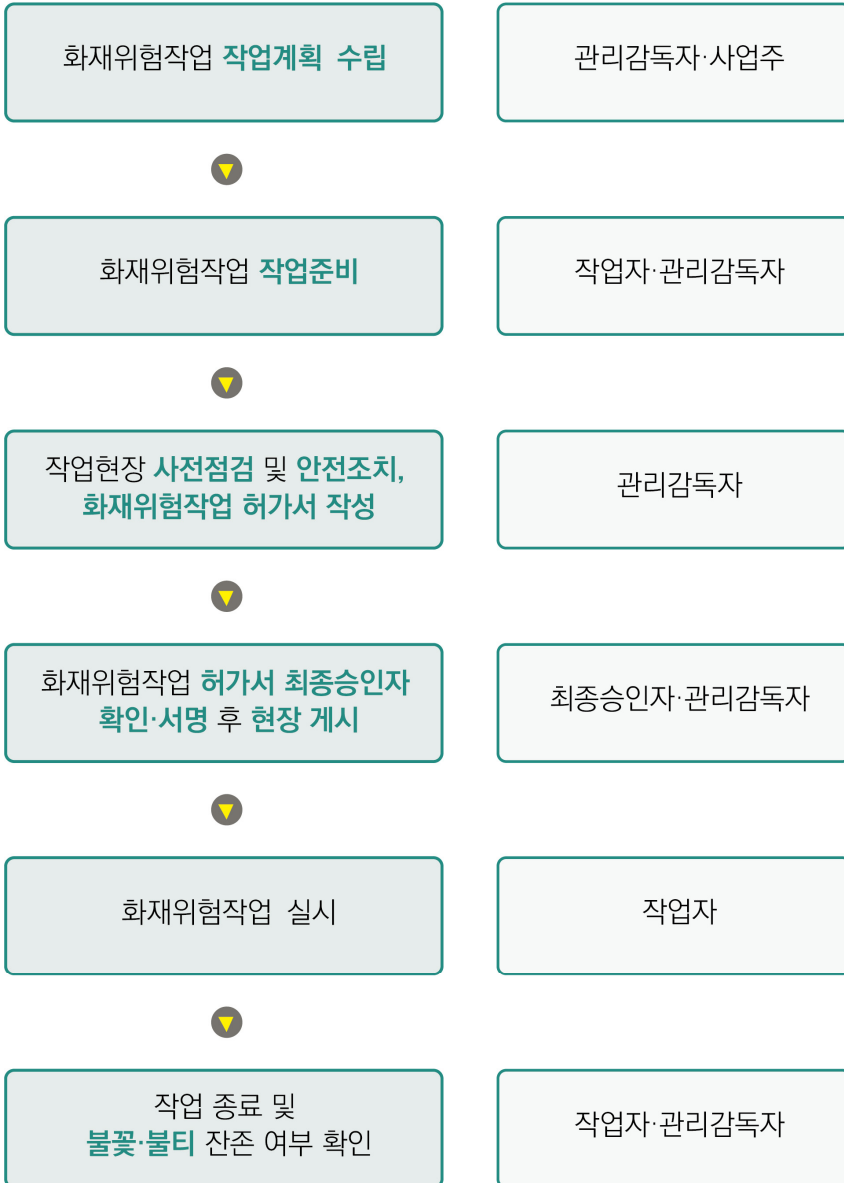 화재위험작업 작업계획 수립
관리감독자·사업주
화재위험작업 작업준비
작업자·관리감독자
작업현장 사전점검 및 안전조치,
화재위험작업 허가서 작성
관리감독자
화재위험작업 허가서 최종승인자
확인·서명 후 현장 게시
최종승인자·관리감독자
화재위험작업 실시
작업자
작업 종료 및
불꽃·불티 잔존 여부 확인
작업자·관리감독자